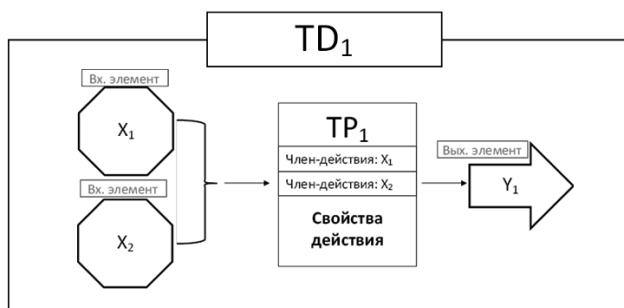 TD₁
Вх. элемент
X₁
Вх. элемент
X₂
TP₁
Член-действия: X₁
Член-действия: X₂
Свойства
действия
Вых. элемент
Y₁